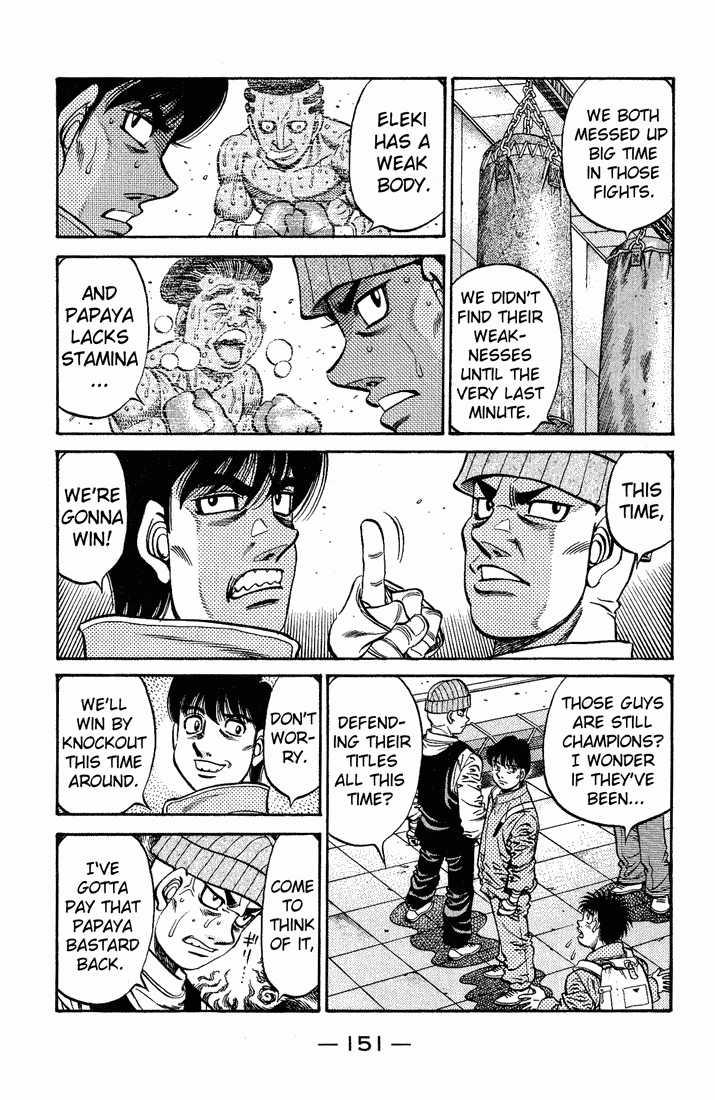 WE BOTH
MESSED UP
BIG TIME
IN THOSE
FIGHTS.
WE DIDN'T
FIND THEIR
WEAK-
NESSES
UNTIL THE
VERY LAST
MINUTE.
ELEKI
HAS A
WEAK
BODY.
AND
PAPAYA
LACKS
STAMINA
...
THIS
TIME,
WE'RE
GONNA
WIN!
THOSE GUYS
ARE STILL
CHAMPIONS?
I WONDER
IF THEY'VE
BEEN...
DEFEND-
ING THEIR
TITLES
ALL THIS
TIME?
DON'T
WOR-
RY.
WE'LL
WIN BY
KNOCKOUT
THIS TIME
AROUND.
COME
TO
THINK
OF IT,
I'VE
GOTTA
PAY THAT
PAPAYA
BASTARD
BACK.
— 151 —